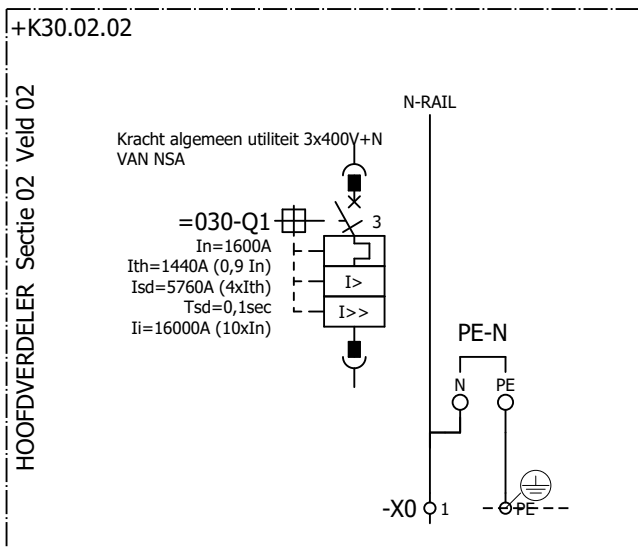 +K30.02.02
HOOFDVERDELER Sectie 02 Veld 02
N-RAIL
Kracht algemeen utiliteit 3x400V+N
VAN NSA
=030-Q1
3
In=1600A
Ith=1440A (0,9 In)
Isd=5760A (4xIth)
Tsd=0,1sec
Ii=16000A (10xIn)
I>
I>>
PE-N
N PE
-X0 1
PE